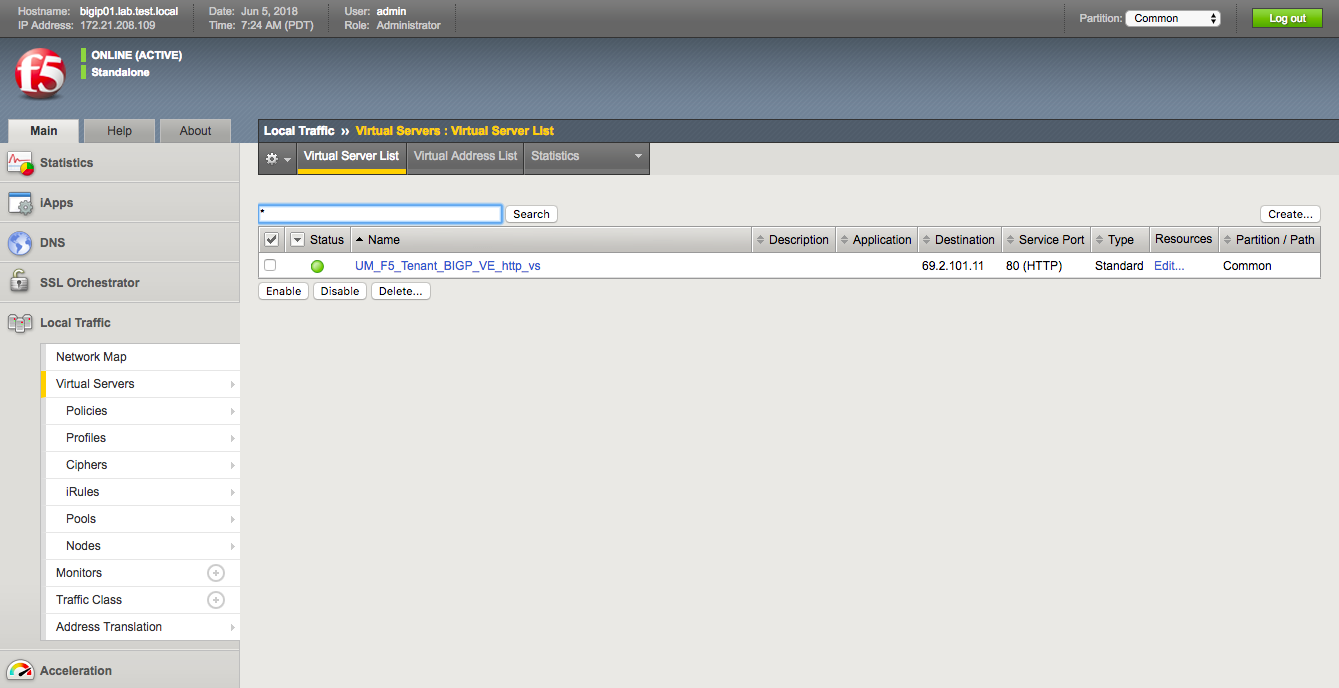 Hostname: bigip01.lab.test.local Date: Jun 5, 2018 User: admin
IP Address: 172.21.208.109 Time: 7:24 AM (PDT) Role: Administrator
Partition: Common Log out
f5
ONLINE (ACTIVE)
Standalone
Main Help About
Local Traffic ›› Virtual Servers : Virtual Server List
Virtual Server List Virtual Address List Statistics
Statistics
iApps
DNS
SSL Orchestrator
Local Traffic
Network Map
Virtual Servers
Policies
Profiles
Ciphers
iRules
Pools
Nodes
Monitors
Traffic Class
Address Translation
Acceleration
* Search Create...
Status Name Description Application Destination Service Port Type Resources Partition / Path
UM_F5_Tenant_BIGP_VE_http_vs 69.2.101.11 80 (HTTP) Standard Edit... Common
Enable Disable Delete...